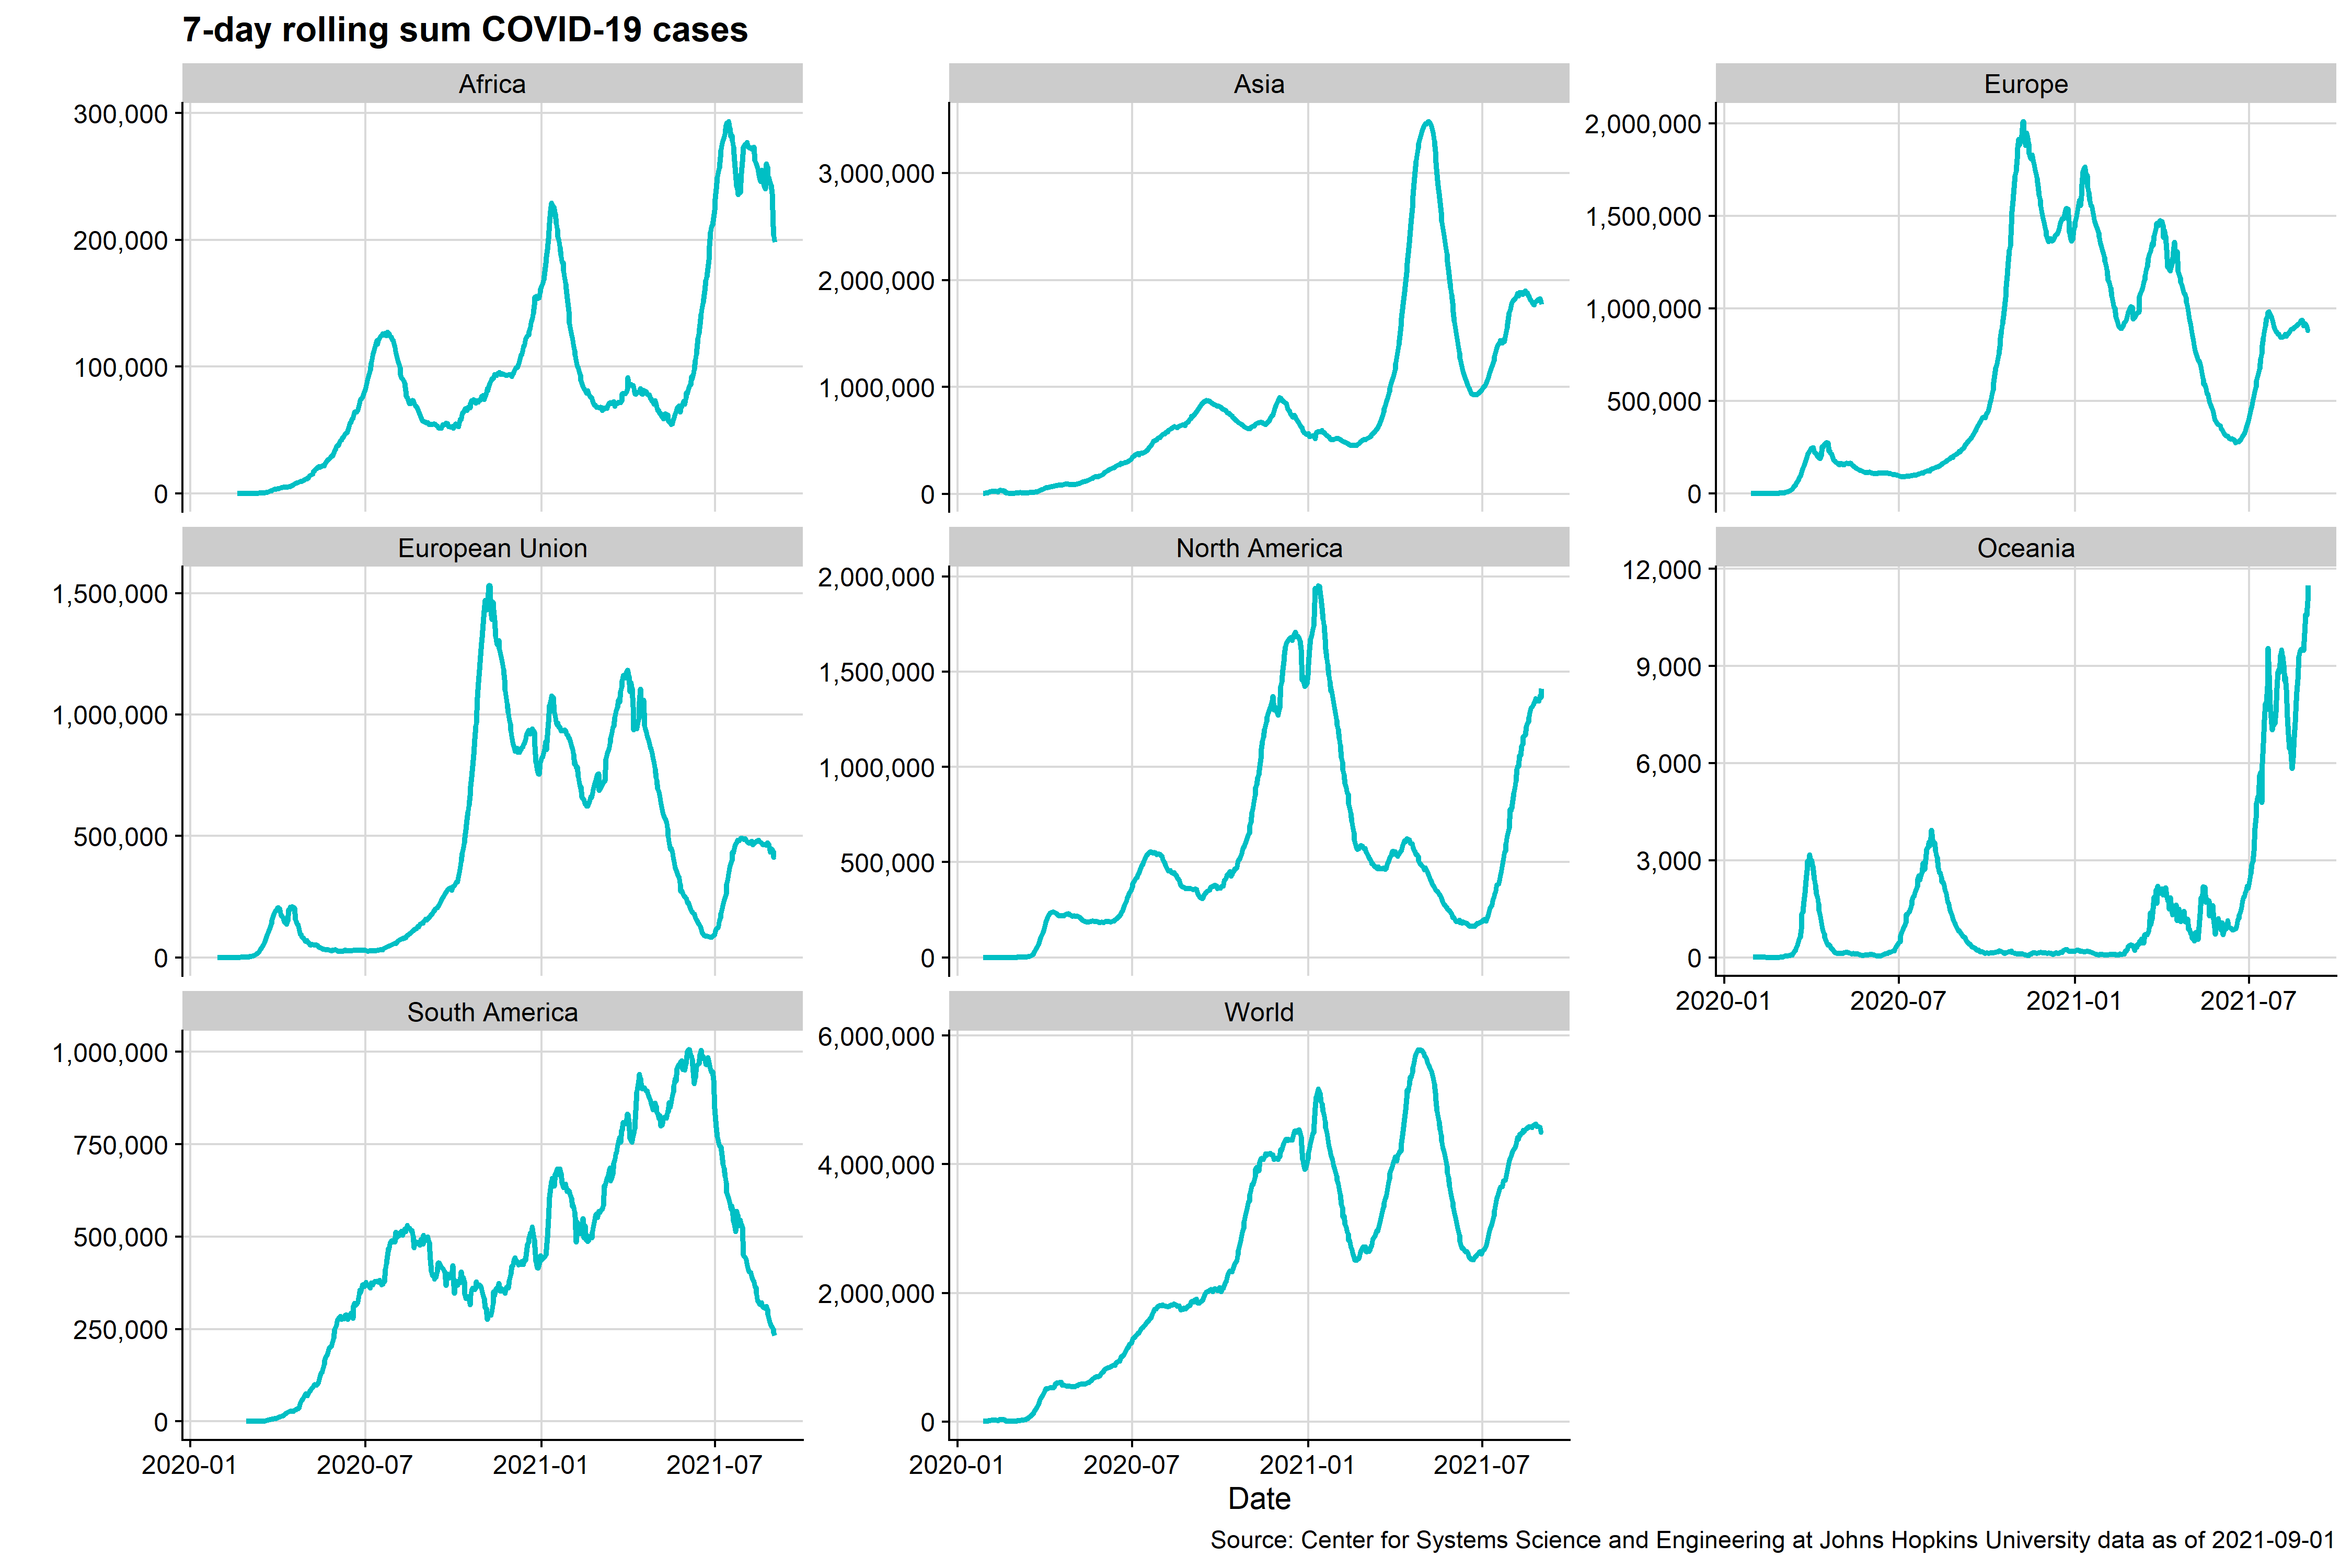 7-day rolling sum COVID-19 cases
Africa
300,000
200,000
100,000
0
Asia
3,000,000
2,000,000
1,000,000
0
Europe
2,000,000
1,500,000
1,000,000
500,000
0
European Union
1,500,000
1,000,000
500,000
0
North America
2,000,000
1,500,000
1,000,000
500,000
0
Oceania
12,000
9,000
6,000
3,000
0
2020-01 2020-07 2021-01 2021-07
South America
1,000,000
750,000
500,000
250,000
0
2020-01 2020-07 2021-01 2021-07
World
6,000,000
4,000,000
2,000,000
0
2020-01 2020-07 2021-01 2021-07
Date
Source: Center for Systems Science and Engineering at Johns Hopkins University data as of 2021-09-01